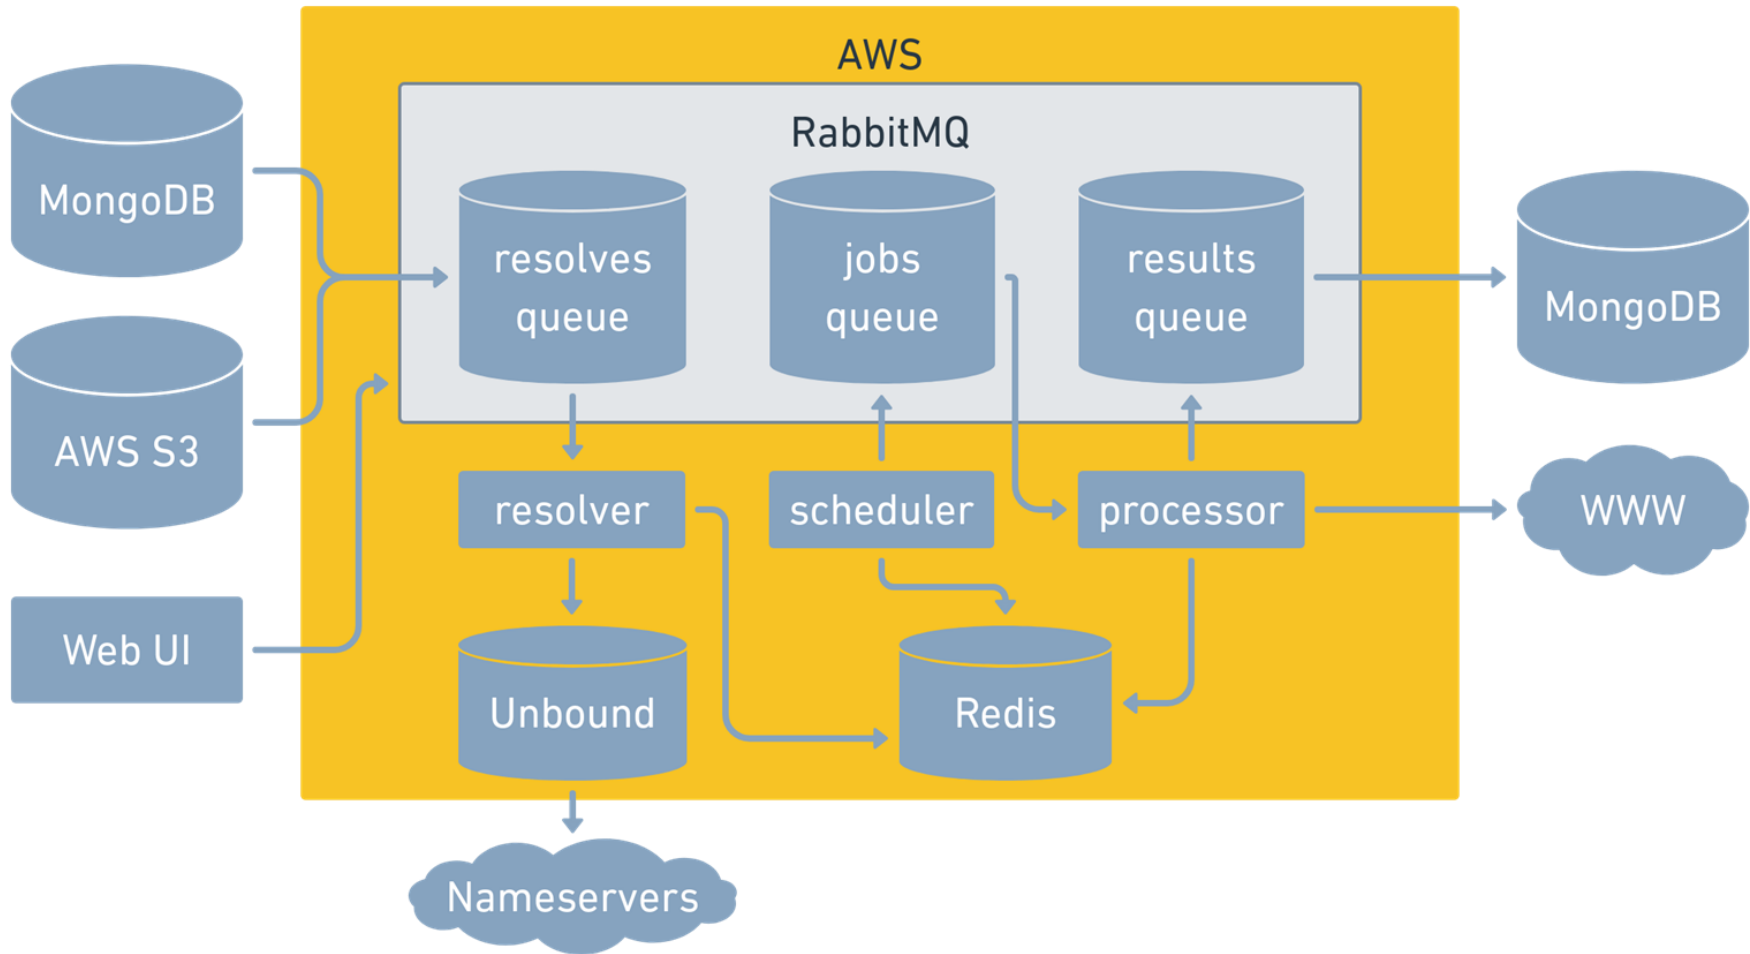 AWS
RabbitMQ
MongoDB
resolves
queue
jobs
queue
results
queue
MongoDB
AWS S3
resolver
scheduler
processor
WWW
Web UI
Unbound
Redis
Nameservers